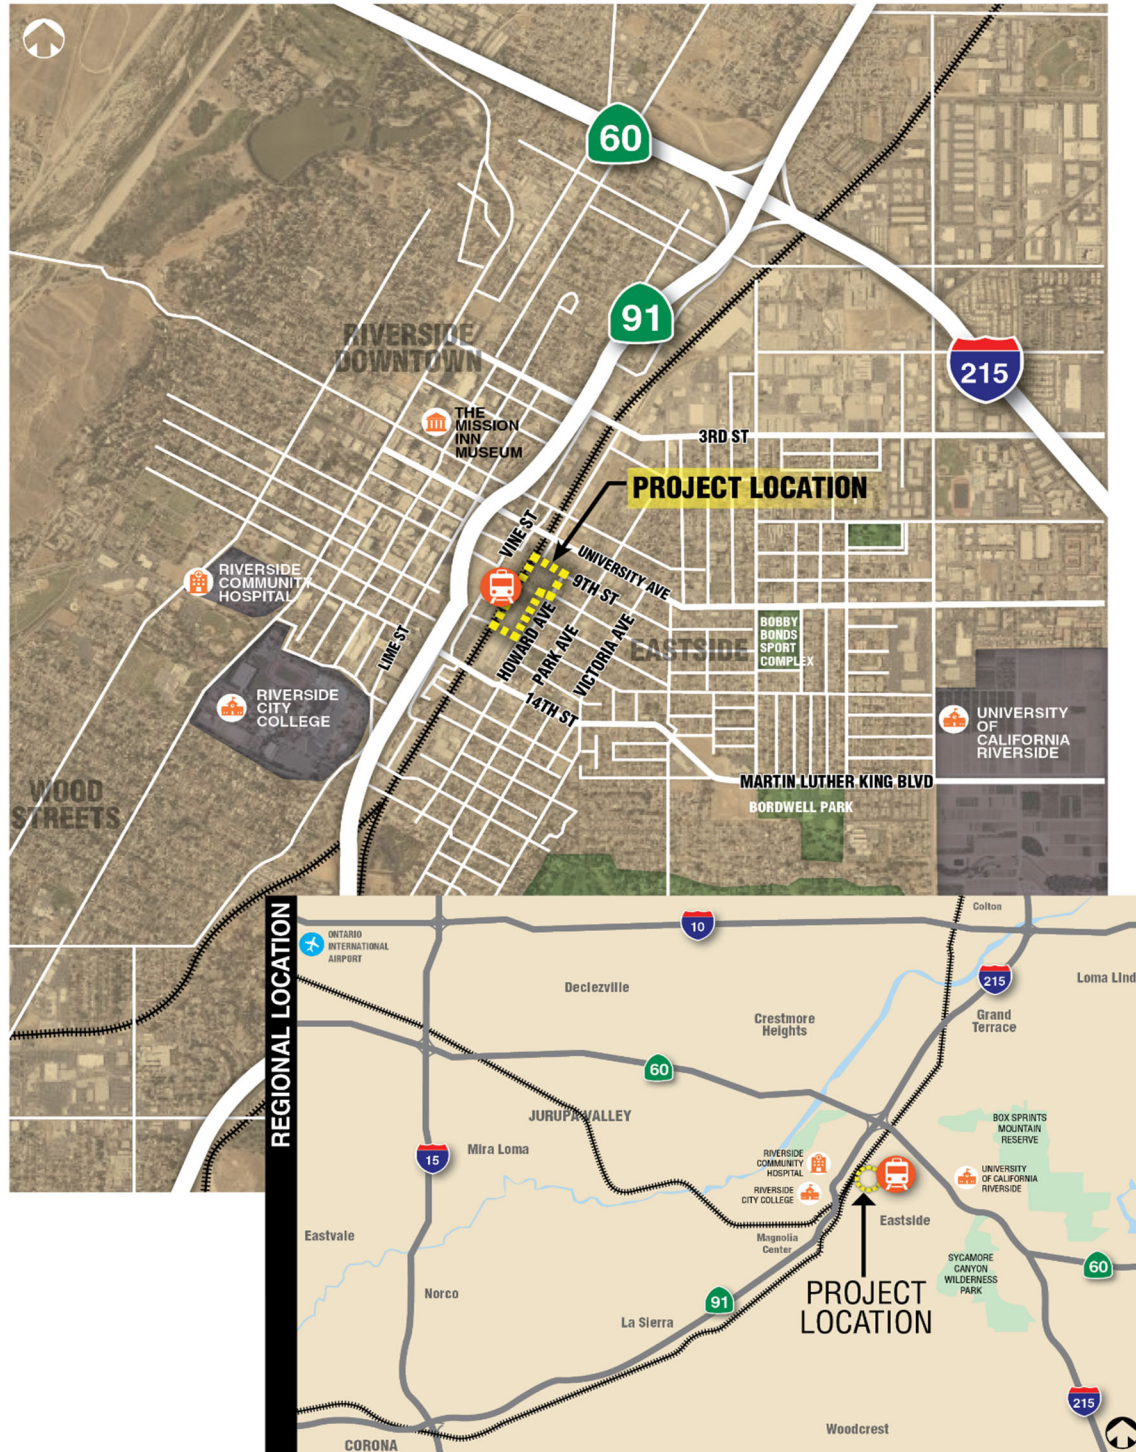 60
91
215
RIVERSIDE
DOWNTOWN
THE
MISSION
INN
MUSEUM
3RD ST
PROJECT LOCATION
VINE ST
UNIVERSITY AVE
9TH ST
RIVERSIDE
COMMUNITY
HOSPITAL
LIME ST
HOWARD AVE
PARK AVE
VICTORIA AVE
EASTSIDE
BOBBY
BONDS
SPORT
COMPLEX
RIVERSIDE
CITY
COLLEGE
14TH ST
UNIVERSITY
OF
CALIFORNIA
RIVERSIDE
WOOD
STREETS
MARTIN LUTHER KING BLVD
BORDWELL PARK
REGIONAL LOCATION
ONTARIO
INTERNATIONAL
AIRPORT
10
Colton
215
Loma Lind
Declezville
Crestmore
Heights
Grand
Terrace
60
JURUPA VALLEY
BOX SPRINTS
MOUNTAIN
RESERVE
15
Mira Loma
RIVERSIDE
COMMUNITY
HOSPITAL
RIVERSIDE
CITY COLLEGE
UNIVERSITY
OF CALIFORNIA
RIVERSIDE
Eastvale
Magnolia
Center
Eastside
SYCAMORE
CANYON
WILDERNESS
PARK
60
Norco
91
PROJECT
LOCATION
La Sierra
215
Woodcrest
CORONA